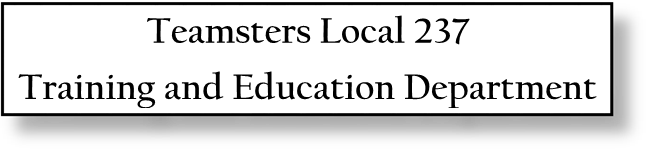 Teamsters Local 237
Training and Education Department